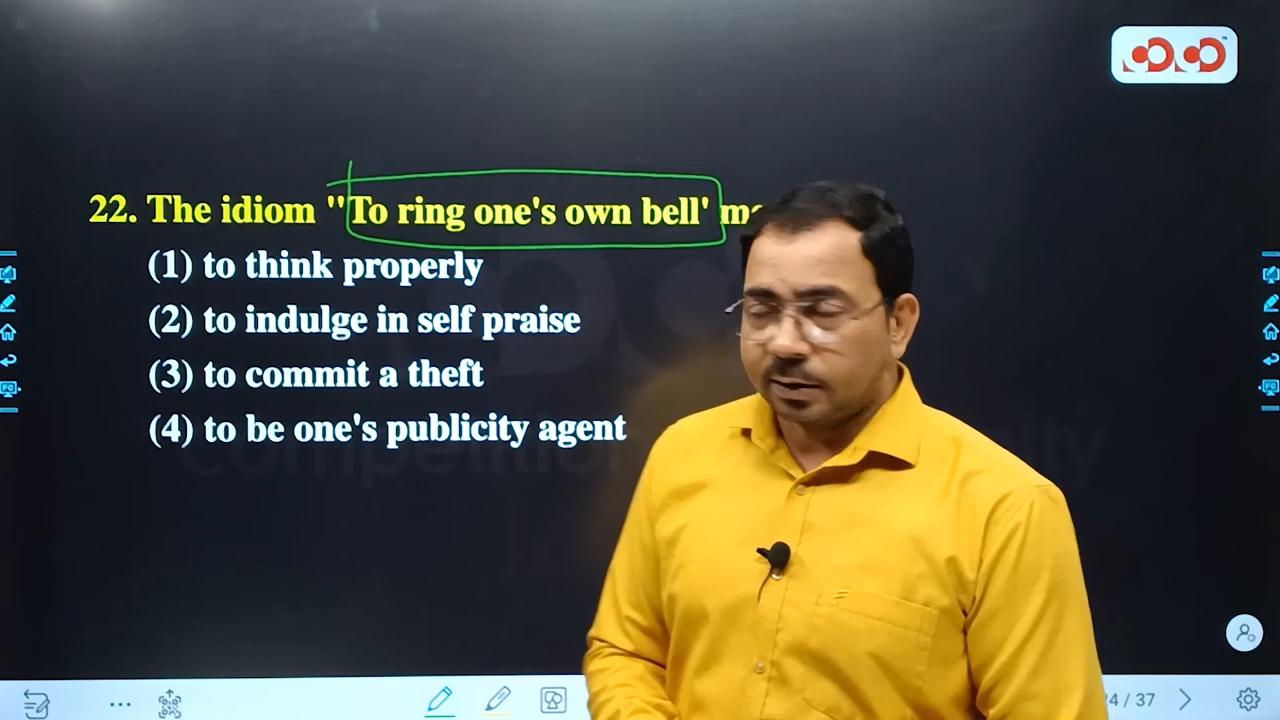 22. The idiom "To ring one's own bell'
(1) to think properly
(2) to indulge in self praise
(3) to commit a theft
(4) to be one's publicity agent
/ 37